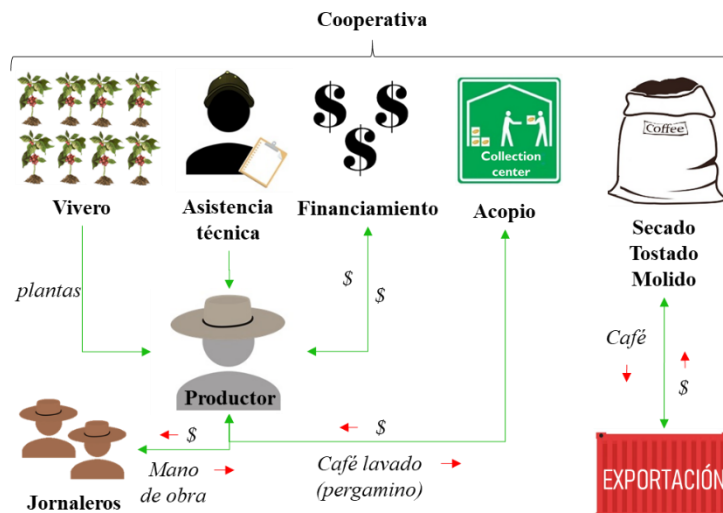 Cooperativa
$ $
$
Collection
center
Coffee
Vivero
Asistencia
técnica
Financiamiento
Acopio
Secado
Tostado
Molido
plantas
$
$
Café
$
Productor
$
$
Mano
de obra
Café lavado
(pergamino)
Jornaleros
EXPORTACIÓN